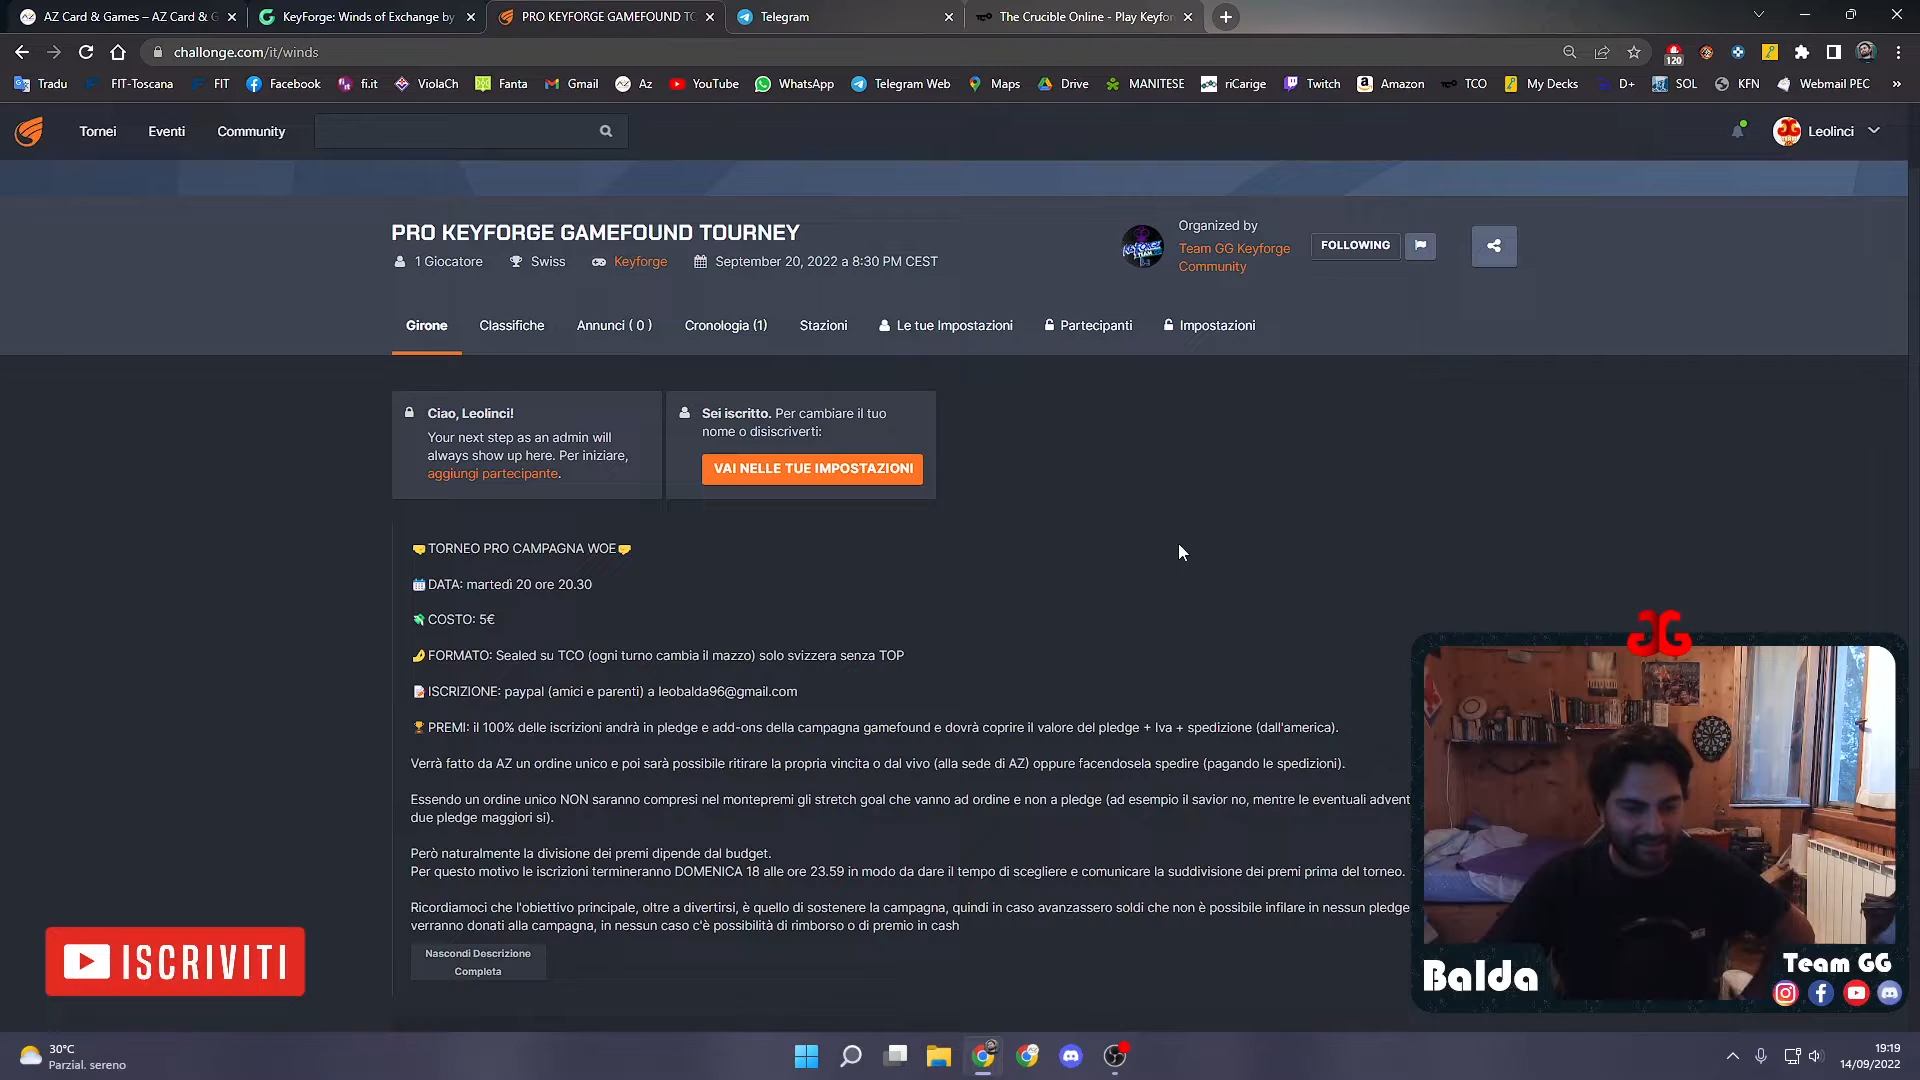 AZ Card & Games – AZ Card & G
KeyForge: Winds of Exchange by
PRO KEYFORGE GAMEFOUND TO
Telegram
The Crucible Online - Play Keyfor
challonge.com/it/winds
120
Tradu
FIT-Toscana
FIT
Facebook
fi.it
ViolaCh
Fanta
Gmail
Az
YouTube
WhatsApp
Telegram Web
Maps
Drive
MANITESE
riCarige
Twitch
Amazon
TCO
My Decks
D+
SOL
KFN
Webmail PEC
»
Tornei
Eventi
Community
Leolinci
PRO KEYFORGE GAMEFOUND TOURNEY
1 Giocatore
Swiss
Keyforge
September 20, 2022 a 8:30 PM CEST
Organized by
Team GG Keyforge
Community
FOLLOWING
Girone
Classifiche
Annunci ( 0 )
Cronologia (1)
Stazioni
Le tue Impostazioni
Partecipanti
Impostazioni
Ciao, Leolinci!
Your next step as an admin will
always show up here. Per iniziare,
aggiungi partecipante.
Sei iscritto. Per cambiare il tuo
nome o disiscriverti:
VAI NELLE TUE IMPOSTAZIONI
🤜TORNEO PRO CAMPAGNA WOE🤛
📅DATA: martedì 20 ore 20.30
💸COSTO: 5€
🤌FORMATO: Sealed su TCO (ogni turno cambia il mazzo) solo svizzera senza TOP
📝ISCRIZIONE: paypal (amici e parenti) a leobalda96@gmail.com
🏆PREMI: il 100% delle iscrizioni andrà in pledge e add-ons della campagna gamefound e dovrà coprire il valore del pledge + Iva + spedizione (dall'america).
Verrà fatto da AZ un ordine unico e poi sarà possibile ritirare la propria vincita o dal vivo (alla sede di AZ) oppure facendosela spedire (pagando le spedizioni).
Essendo un ordine unico NON saranno compresi nel montepremi gli stretch goal che vanno ad ordine e non a pledge (ad esempio il savior no, mentre le eventuali advent
due pledge maggiori si).
Però naturalmente la divisione dei premi dipende dal budget.
Per questo motivo le iscrizioni termineranno DOMENICA 18 alle ore 23.59 in modo da dare il tempo di scegliere e comunicare la suddivisione dei premi prima del torneo.
Ricordiamoci che l'obiettivo principale, oltre a divertirsi, è quello di sostenere la campagna, quindi in caso avanzassero soldi che non è possibile infilare in nessun pledge
verranno donati alla campagna, in nessun caso c'è possibilità di rimborso o di premio in cash
Nascondi Descrizione
Completa
ISCRIVITI
Balda
Team GG
30°C
Parzial. sereno
19:19
14/09/2022